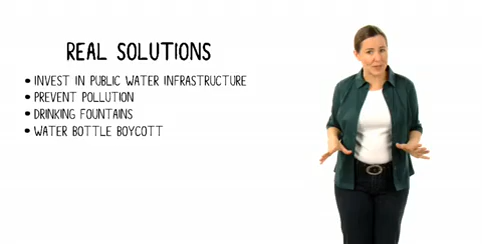 REAL SOLUTIONS
• INVEST IN PUBLIC WATER INFRASTRUCTURE
• PREVENT POLLUTION
• DRINKING FOUNTAINS
• WATER BOTTLE BOYCOTT